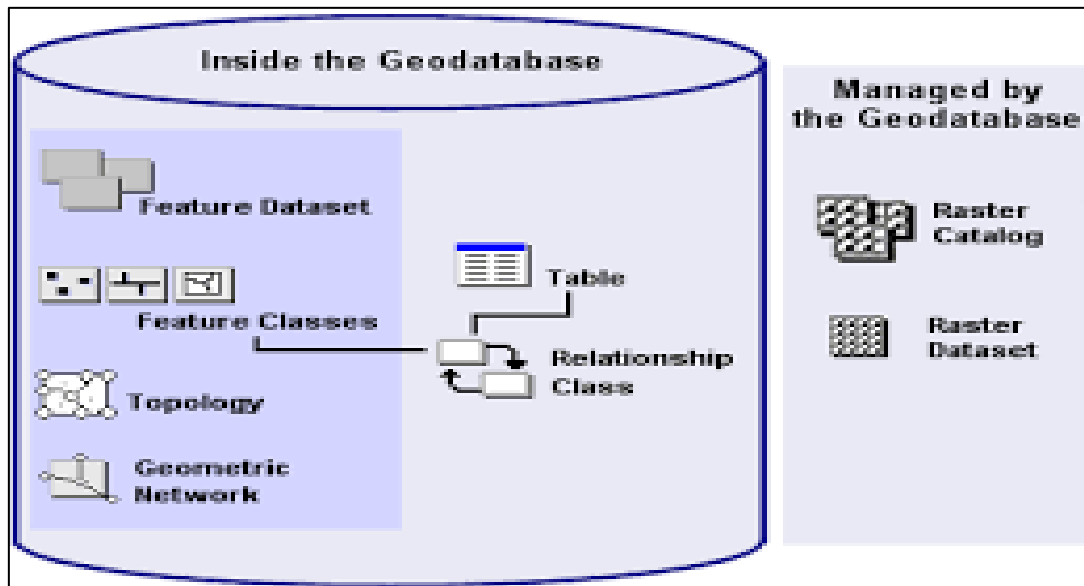 Inside the Geodatabase
Feature Dataset
Feature Classes
Topology
Geometric
Network
Table
Relationship
Class
Managed by
the Geodatabase
Raster
Catalog
Raster
Dataset